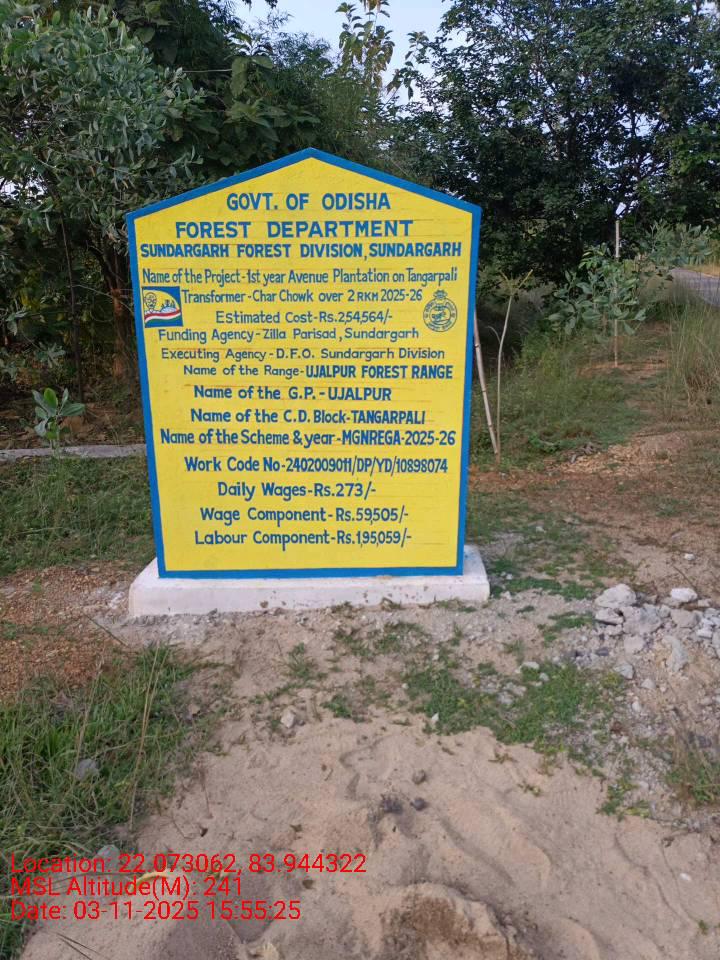 GOVT. OF ODISHA
FOREST DEPARTMENT
SUNDARGARH FOREST DIVISION, SUNDARGARH
Name of the Project-1st year Avenue Plantation on Tangarpali
Transformer-Char Chowk over 2 RKM 2025-26
Estimated Cost-Rs.2,54,564/-
Funding Agency-Zilla Parisad, Sundargarh
Executing Agency-D.F.O. Sundargarh Division
Name of the Range-UJALPUR FOREST RANGE
Name of the G.P. - UJALPUR
Name of the C.D. Block-TANGARPALI
Name of the Scheme & year-MGNREGA-2025-26
Work Code No-2402009011/DP/YD/10898074
Daily Wages-Rs.273/-
Wage Component-Rs.59,505/-
Labour Component-Rs.1,95,059/-
Location: 22.073062, 83.944322
MSL Altitude(M): 241
Date: 03-11-2025 15:55:25